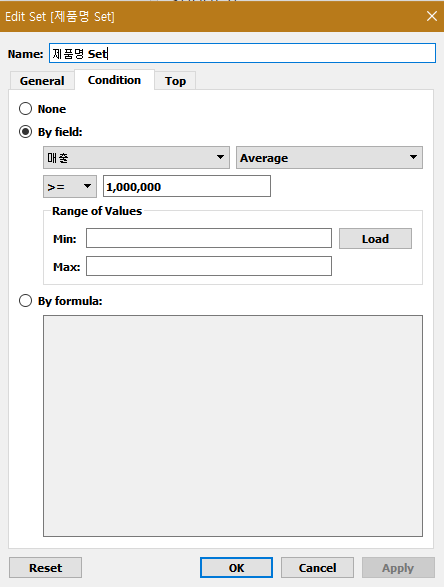 Edit Set [제품명 Set]
Name: 제품명 Set
General Condition Top
None
By field:
매출 Average
>= 1,000,000
Range of Values
Min: Load
Max:
By formula:
Reset OK Cancel Apply